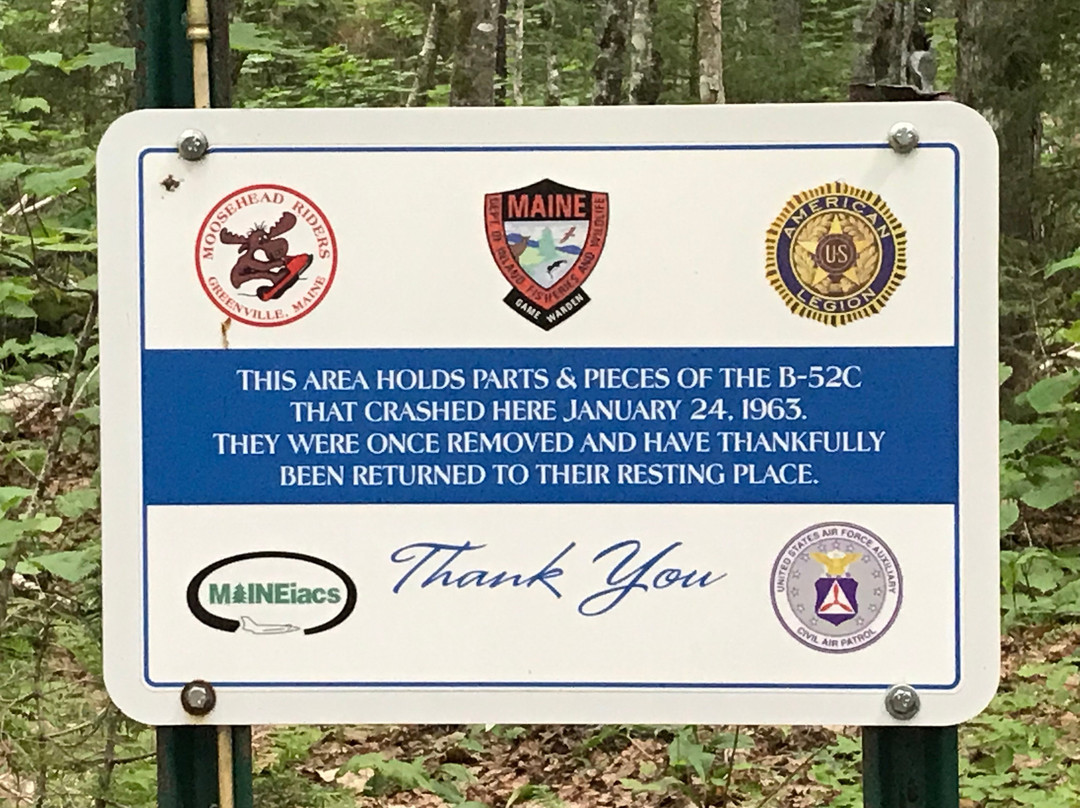 MOOSEHEAD RIDERS
GREENVILLE, MAINE
MAINE
DEPT. OF INLAND FISHERIES AND WILDLIFE
GAME WARDEN
AMERICAN
US
LEGION
THIS AREA HOLDS PARTS & PIECES OF THE B-52C
THAT CRASHED HERE JANUARY 24, 1963.
THEY WERE ONCE REMOVED AND HAVE THANKFULLY
BEEN RETURNED TO THEIR RESTING PLACE.
MAINEiacs
Thank You
UNITED STATES AIR FORCE AUXILIARY
CIVIL AIR PATROL